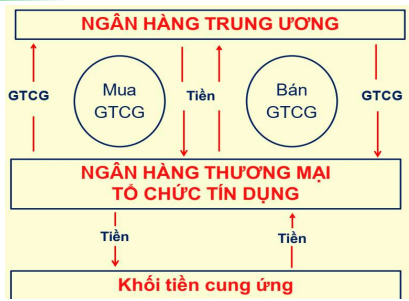 NGÂN HÀNG TRUNG ƯƠNG
GTCG
Mua
GTCG
Tiền
Bán
GTCG
GTCG
NGÂN HÀNG THƯƠNG MẠI
TỔ CHỨC TÍN DỤNG
Tiền
Tiền
Khối tiền cung ứng